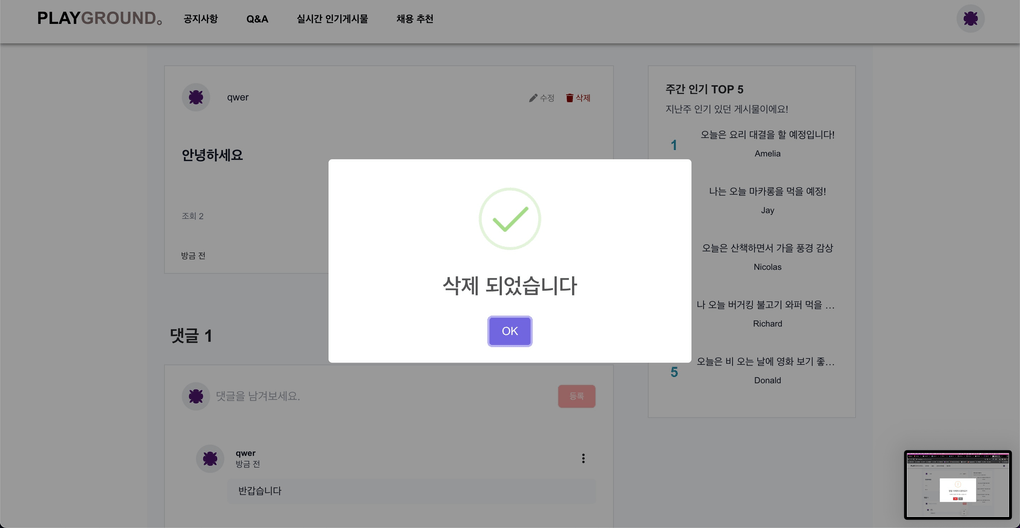 PLAYGROUND。 공지사항 Q&A 실시간 인기게시물 채용 추천
qwer
수정 삭제
안녕하세요
조회 2
방금 전
삭제 되었습니다
OK
댓글 1
댓글을 남겨보세요.
등록
qwer
방금 전
반갑습니다
주간 인기 TOP 5
지난주 인기 있던 게시물이에요!
1
오늘은 요리 대결을 할 예정입니다!
Amelia
나는 오늘 마카롱을 먹을 예정!
Jay
오늘은 산책하면서 가을 풍경 감상
Nicolas
나 오늘 버거킹 불고기 와퍼 먹을 ...
Richard
오늘은 비 오는 날에 영화 보기 좋...
5
Donald